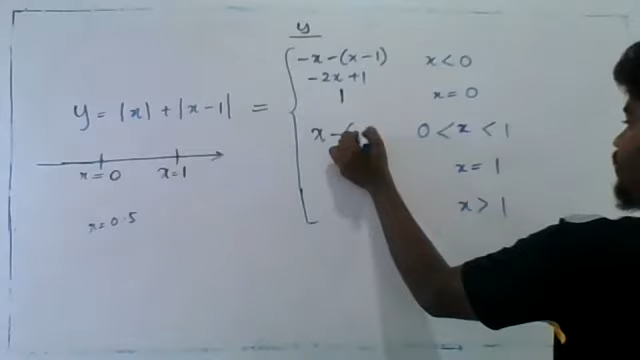 y
-x-(x-1) x<0
-2x+1
1 x=0
y = |x| + |x-1| =
x-( 0<x<1
x=0 x=1
x=1
x>1
x=0.5